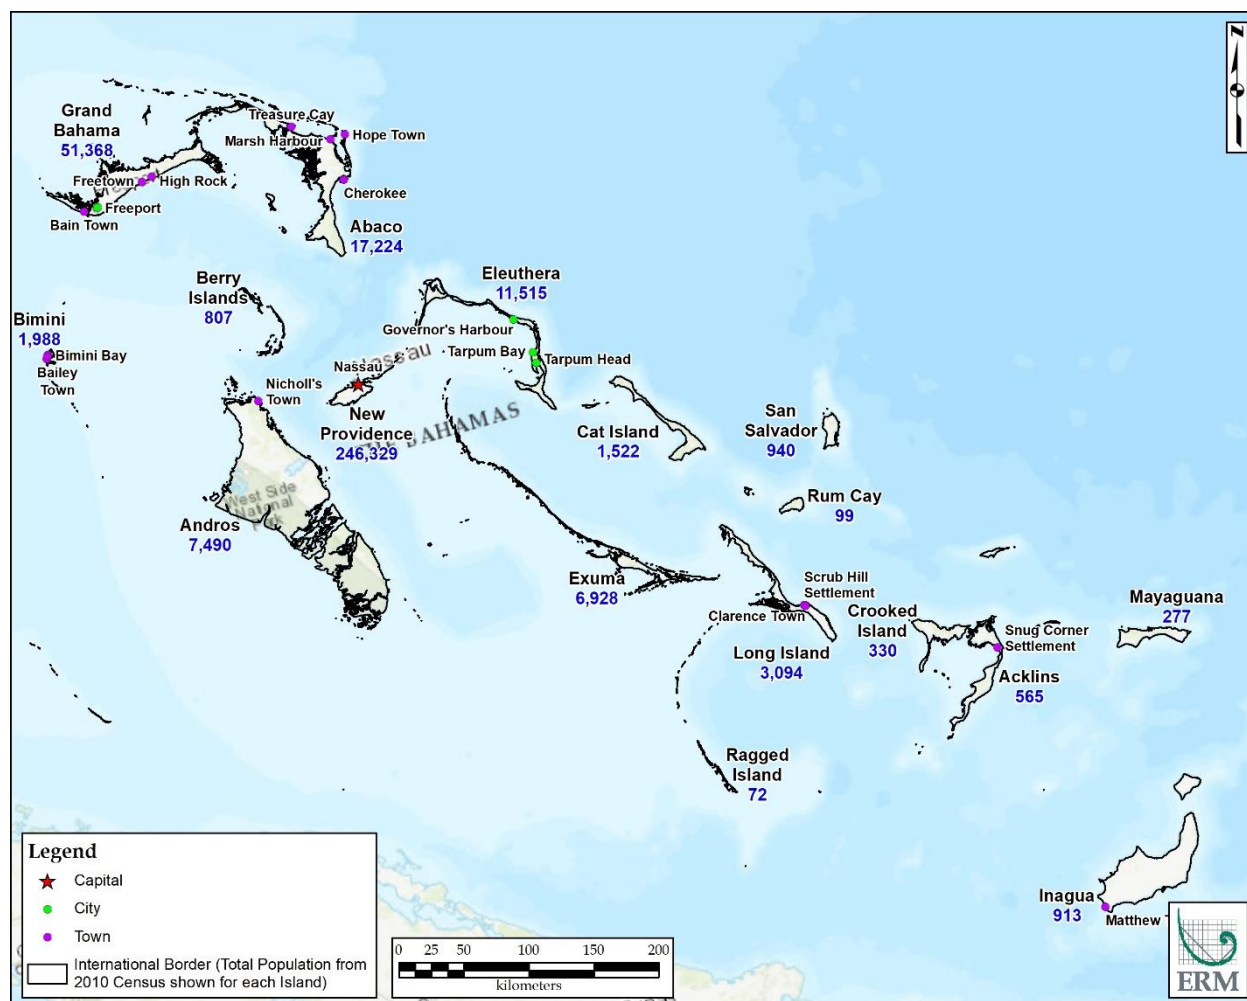 N
Grand
Bahama
51,368
Treasure Cay
Marsh Harbour
Hope Town
Freetown
High Rock
Cherokee
Freeport
Bain Town
Abaco
17,224
Berry
Islands
807
Eleuthera
11,515
Governor's Harbour
Bimini
1,988
Bimini Bay
Bailey
Town
Tarpum Bay
Tarpum Head
Nassau
Nassau
Nicholl's
Town
New
Providence
246,329
THE BAHAMAS
Cat Island
1,522
San
Salvador
940
Rum Cay
99
West Side
National
Park
Andros
7,490
Exuma
6,928
Scrub Hill
Settlement
Clarence Town
Long Island
3,094
Crooked
Island
330
Mayaguana
277
Snug Corner
Settlement
Acklins
565
Ragged
Island
72
Inagua
913
Matthew
Legend
Capital
City
Town
International Border (Total Population from
2010 Census shown for each Island)
0 25 50 100 150 200
kilometers
ERM